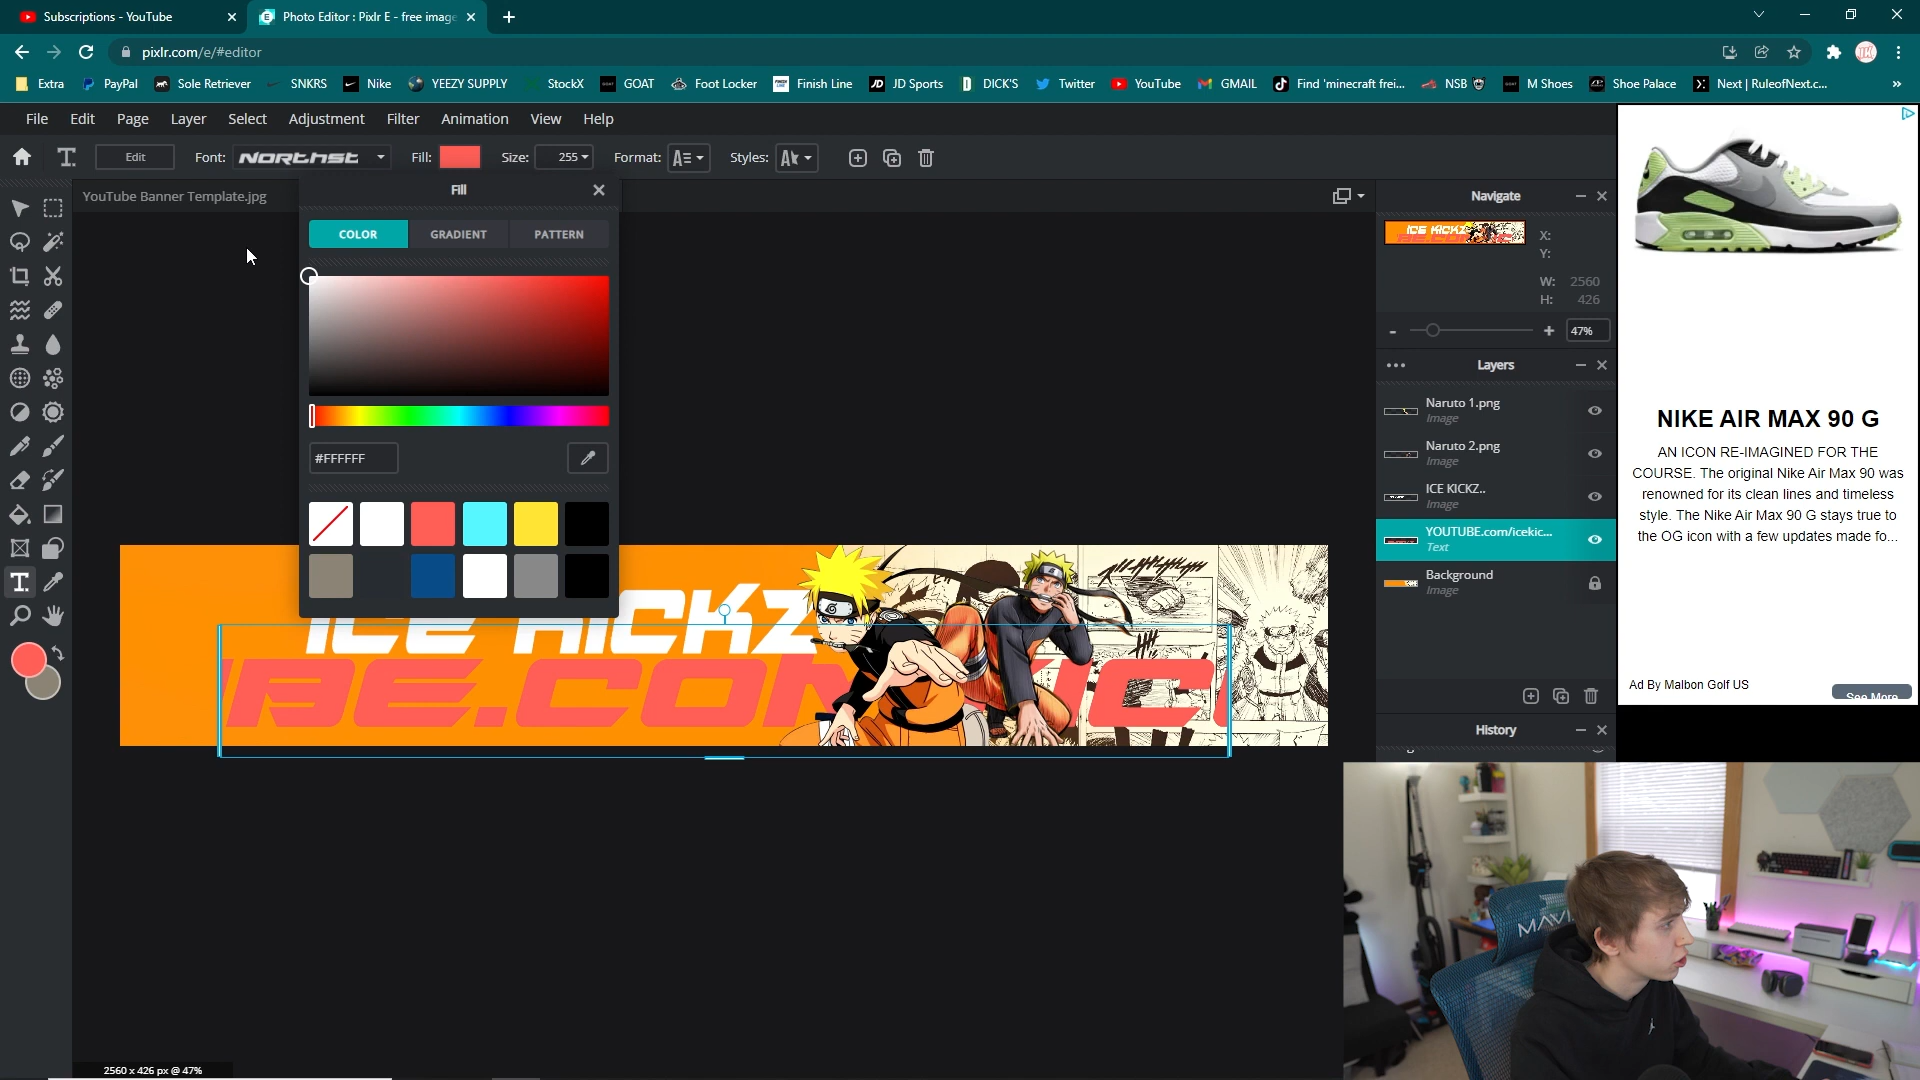 Subscriptions - YouTube
Photo Editor : Pixlr E - free image
pixlr.com/e/#editor
Extra
PayPal
Sole Retriever
SNKRS
Nike
YEEZY SUPPLY
StockX
GOAT
Foot Locker
Finish Line
JD Sports
DICK'S
Twitter
YouTube
GMAIL
Find 'minecraft frei...
NSB
M Shoes
Shoe Palace
Next | RuleofNext.c...
File
Edit
Page
Layer
Select
Adjustment
Filter
Animation
View
Help
Edit
Font:
Northst
Fill:
Size:
255
Format:
Styles:
YouTube Banner Template.jpg
Fill
COLOR
GRADIENT
PATTERN
#FFFFFF
ICE KICKZ
BE.COM
IC
Navigate
ICE KICKZ
X:
Y:
W: 2560
H: 426
47%
Layers
Naruto 1.png
Image
Naruto 2.png
Image
ICE KICKZ..
Image
YOUTUBE.com/icekic...
Text
Background
Image
History
NIKE AIR MAX 90 G
AN ICON RE-IMAGINED FOR THE
COURSE. The original Nike Air Max 90 was
renowned for its clean lines and timeless
style. The Nike Air Max 90 G stays true to
the OG icon with a few updates made fo...
Ad By Malbon Golf US
See More
2560 x 426 px @ 47%